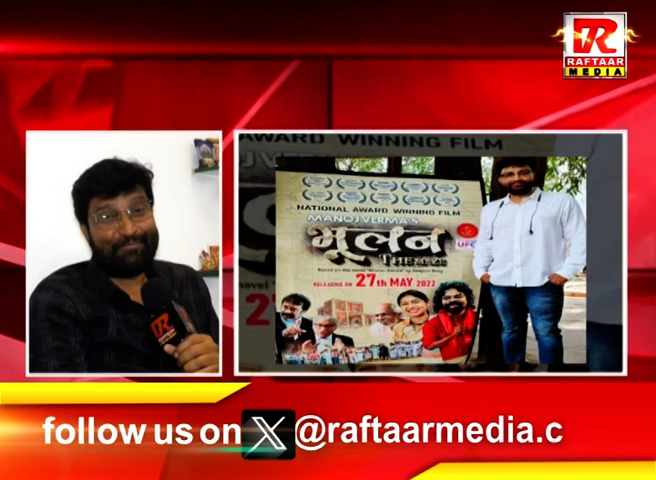 R
RAFTAAR
MEDIA
AWARD WINNING FILM
NATIONAL AWARD WINNING FILM
MANOJ VERMA'S
भूलन
THE MAZE
RELEASING ON 27th MAY 2022
UFO
R
follow us on X @raftaarmedia.c